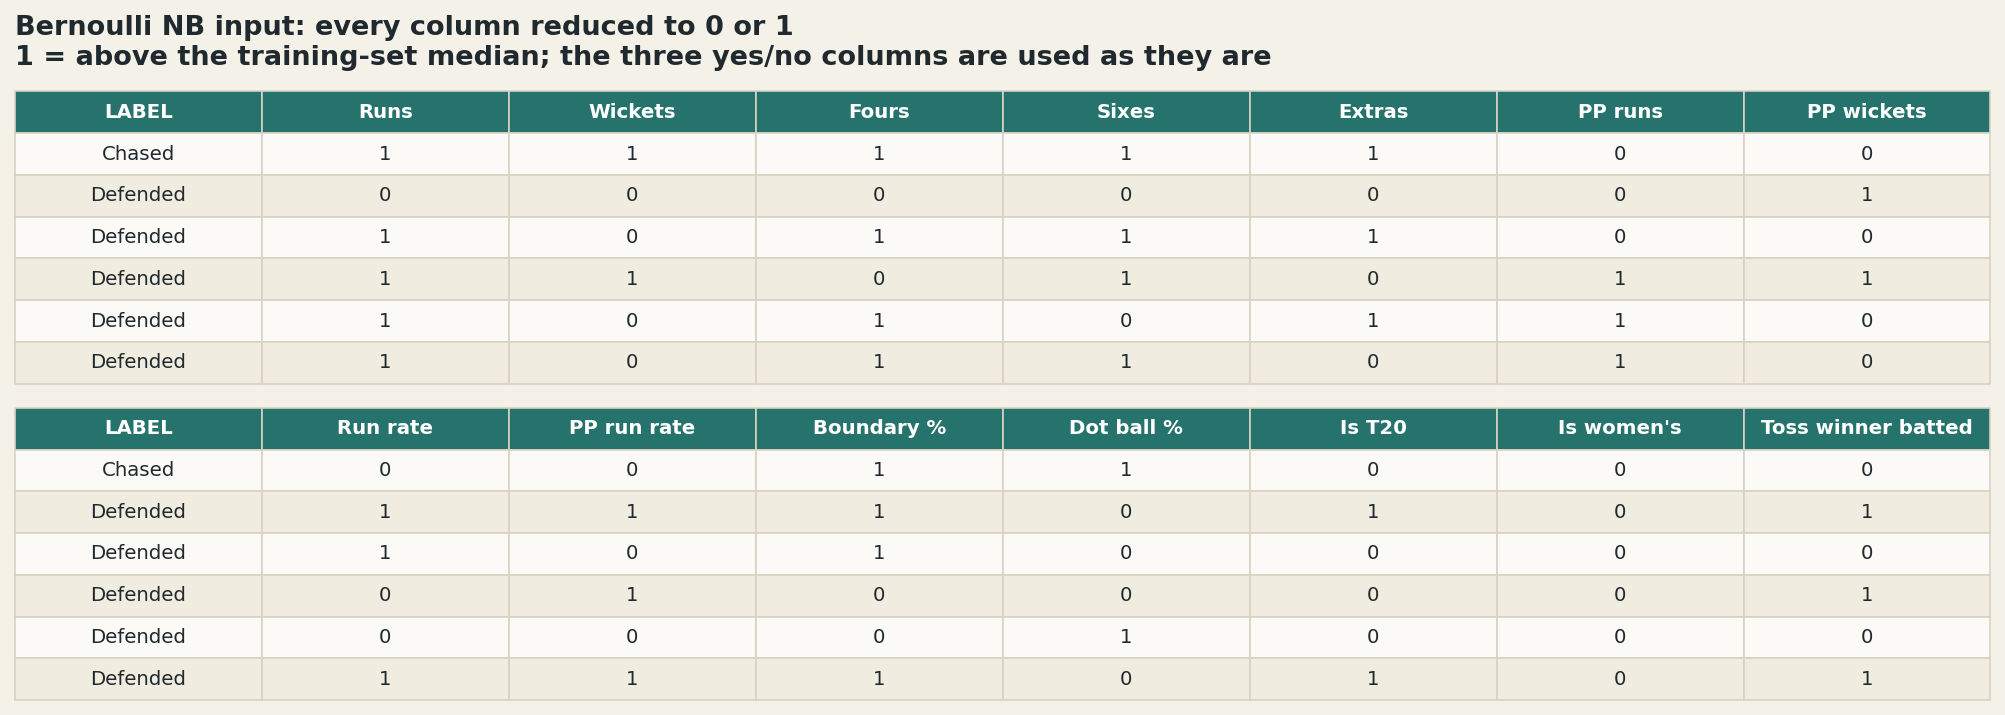 Bernoulli NB input: every column reduced to 0 or 1
1 = above the training-set median; the three yes/no columns are used as they are
LABEL Runs Wickets Fours Sixes Extras PP runs PP wickets
Chased 1 1 1 1 1 0 0
Defended 0 0 0 0 0 0 1
Defended 1 0 1 1 1 0 0
Defended 1 1 0 1 0 1 1
Defended 1 0 1 0 1 1 0
Defended 1 0 1 1 0 1 0
LABEL Run rate PP run rate Boundary % Dot ball % Is T20 Is women's Toss winner batted
Chased 0 0 1 1 0 0 0
Defended 1 1 1 0 1 0 1
Defended 1 0 1 0 0 0 0
Defended 0 1 0 0 0 0 1
Defended 0 0 0 1 0 0 0
Defended 1 1 1 0 1 0 1